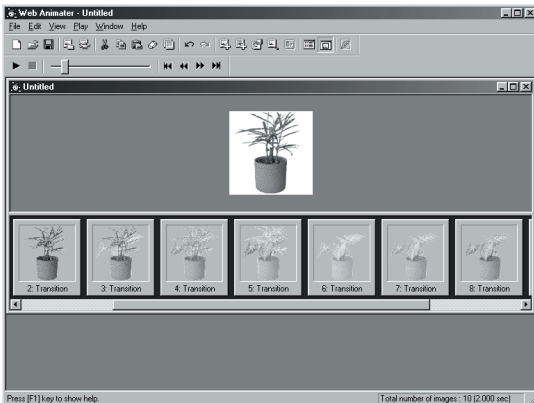 Web Animater - Untitled
File Edit View Play Window Help
Untitled
2: Transition 3: Transition 4: Transition 5: Transition 6: Transition 7: Transition 8: Transition
Press [F1] key to show help. Total number of images : 10 (2.000 sec)